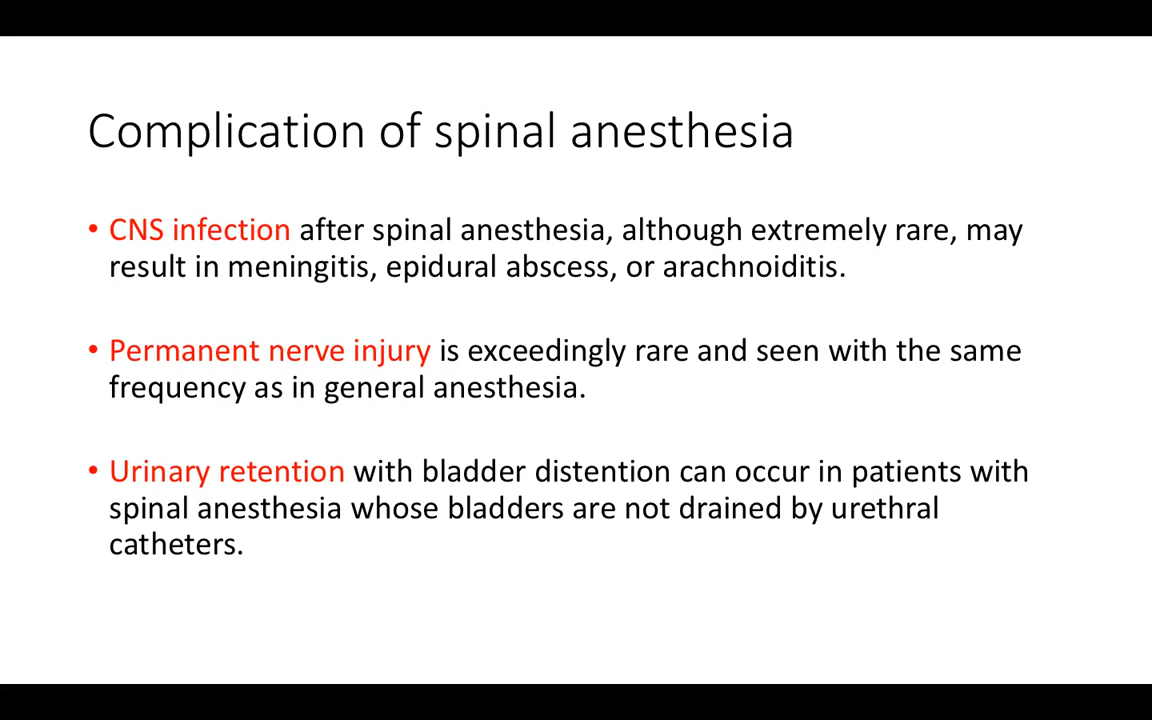 Complication of spinal anesthesia
• CNS infection after spinal anesthesia, although extremely rare, may
result in meningitis, epidural abscess, or arachnoiditis.
• Permanent nerve injury is exceedingly rare and seen with the same
frequency as in general anesthesia.
• Urinary retention with bladder distention can occur in patients with
spinal anesthesia whose bladders are not drained by urethral
catheters.